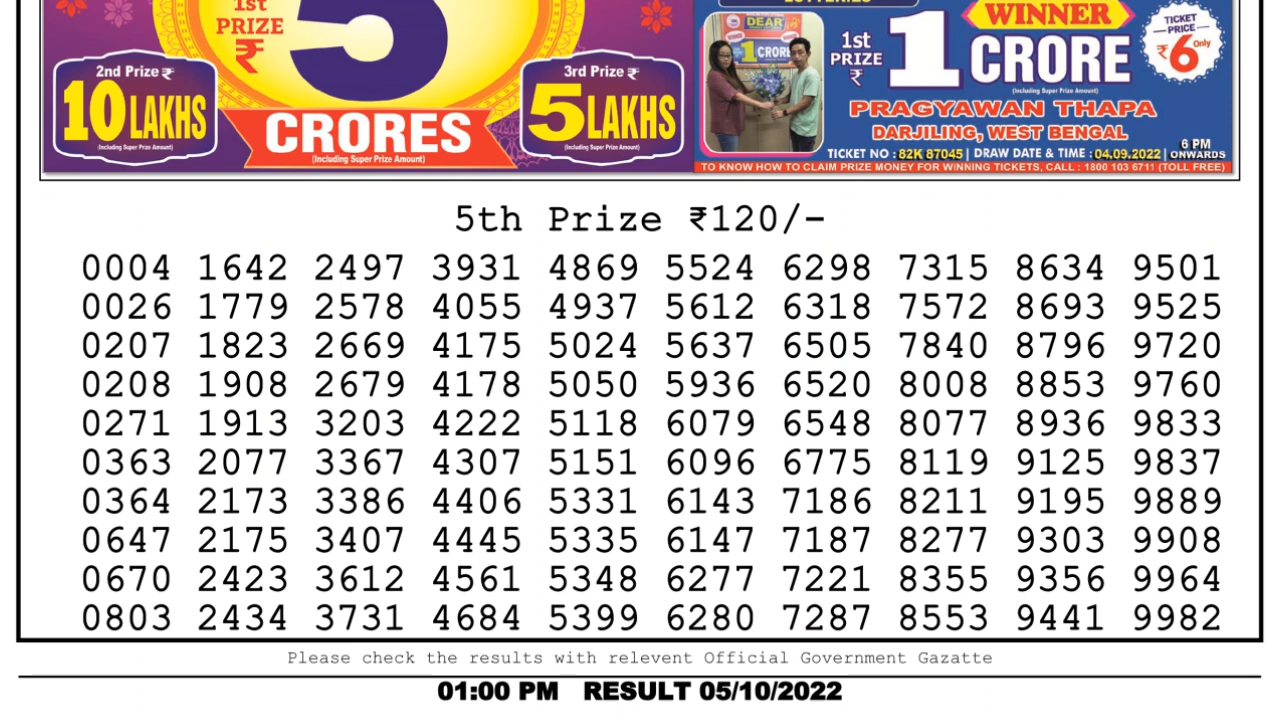 1st
PRIZE
₹
5
CRORES
(Including Super Prize Amount)
2nd Prize ₹
10 LAKHS
(Including Super Prize Amount)
3rd Prize ₹
5 LAKHS
(Including Super Prize Amount)
LOTTERIES
DEAR
1 CRORE
1st
PRIZE
₹
1
WINNER
CRORE
(Including Super Prize Amount)
TICKET
PRICE
₹6 Only
PRAGYAWAN THAPA
DARJILING, WEST BENGAL
TICKET NO : 82K 87045 | DRAW DATE & TIME : 04.09.2022 | 6 PM ONWARDS
TO KNOW HOW TO CLAIM PRIZE MONEY FOR WINNING TICKETS, CALL : 1800 103 6711 (TOLL FREE)
5th Prize ₹120/-
0004 1642 2497 3931 4869 5524 6298 7315 8634 9501
0026 1779 2578 4055 4937 5612 6318 7572 8693 9525
0207 1823 2669 4175 5024 5637 6505 7840 8796 9720
0208 1908 2679 4178 5050 5936 6520 8008 8853 9760
0271 1913 3203 4222 5118 6079 6548 8077 8936 9833
0363 2077 3367 4307 5151 6096 6775 8119 9125 9837
0364 2173 3386 4406 5331 6143 7186 8211 9195 9889
0647 2175 3407 4445 5335 6147 7187 8277 9303 9908
0670 2423 3612 4561 5348 6277 7221 8355 9356 9964
0803 2434 3731 4684 5399 6280 7287 8553 9441 9982
Please check the results with relevent Official Government Gazatte
01:00 PM RESULT 05/10/2022